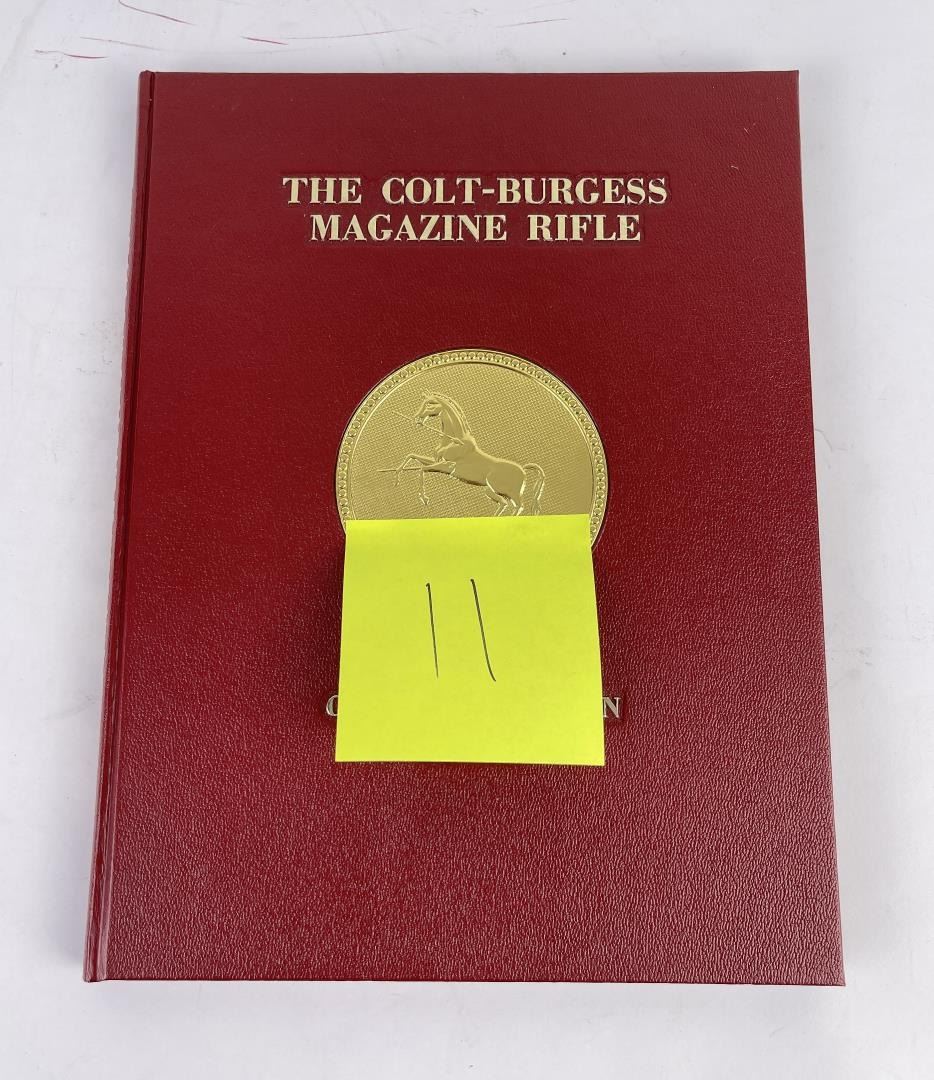 THE COLT-BURGESS
MAGAZINE RIFLE
11